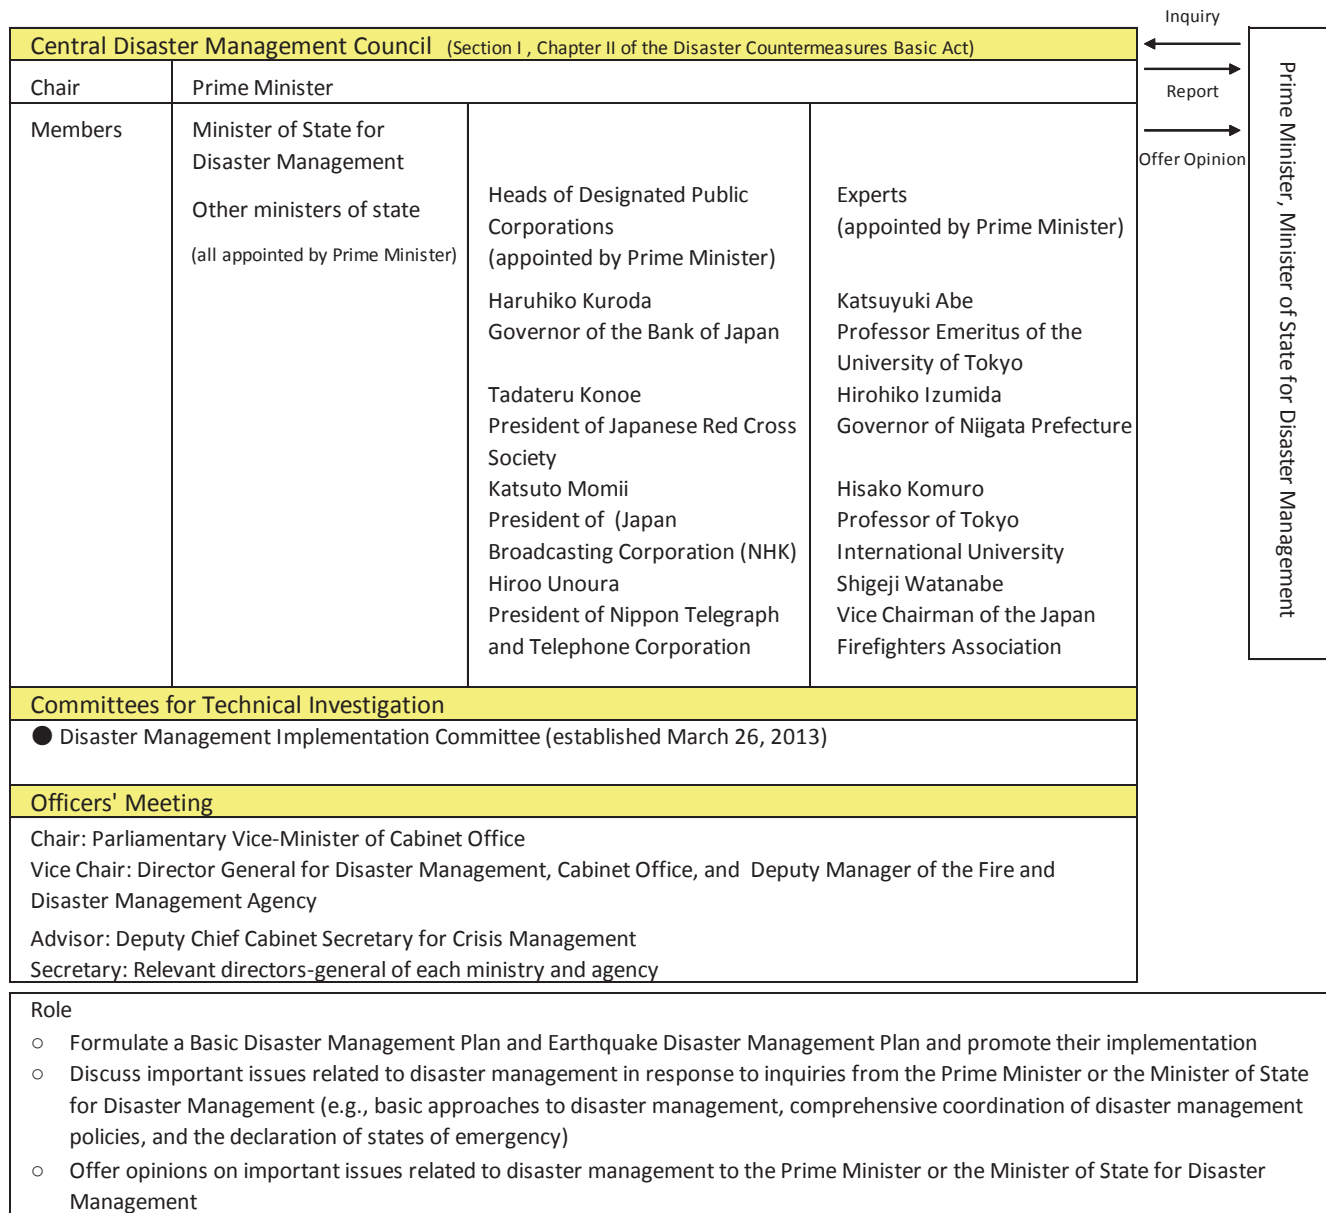 Inquiry
Central Disaster Management Council (Section I , Chapter II of the Disaster Countermeasures Basic Act)
Chair
Prime Minister
Report
Offer Opinion
Prime Minister, Minister of State for Disaster Management
Members
Minister of State for
Disaster Management
Other ministers of state
(all appointed by Prime Minister)
Heads of Designated Public
Corporations
(appointed by Prime Minister)
Haruhiko Kuroda
Governor of the Bank of Japan
Tadateru Konoe
President of Japanese Red Cross
Society
Katsuto Momii
President of (Japan
Broadcasting Corporation (NHK)
Hiroo Unoura
President of Nippon Telegraph
and Telephone Corporation
Experts
(appointed by Prime Minister)
Katsuyuki Abe
Professor Emeritus of the
University of Tokyo
Hirohiko Izumida
Governor of Niigata Prefecture
Hisako Komuro
Professor of Tokyo
International University
Shigeji Watanabe
Vice Chairman of the Japan
Firefighters Association
Committees for Technical Investigation
● Disaster Management Implementation Committee (established March 26, 2013)
Officers' Meeting
Chair: Parliamentary Vice-Minister of Cabinet Office
Vice Chair: Director General for Disaster Management, Cabinet Office, and Deputy Manager of the Fire and
Disaster Management Agency
Advisor: Deputy Chief Cabinet Secretary for Crisis Management
Secretary: Relevant directors-general of each ministry and agency
Role
○ Formulate a Basic Disaster Management Plan and Earthquake Disaster Management Plan and promote their implementation
○ Discuss important issues related to disaster management in response to inquiries from the Prime Minister or the Minister of State
for Disaster Management (e.g., basic approaches to disaster management, comprehensive coordination of disaster management
policies, and the declaration of states of emergency)
○ Offer opinions on important issues related to disaster management to the Prime Minister or the Minister of State for Disaster
Management